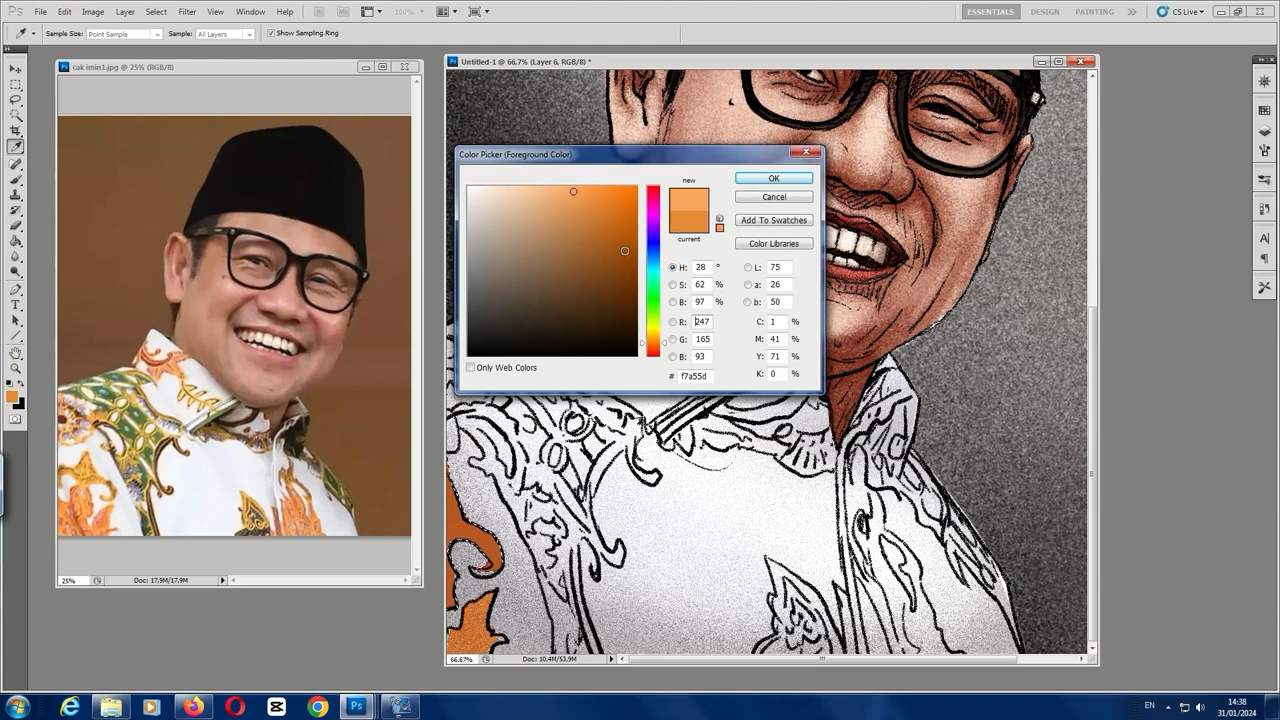 Ps File Edit Image Layer Select Filter Analysis 3D View Window Help 100% ESSENTIALS DESIGN PAINTING CS Live
Sample Size: Point Sample Sample: All Layers Show Sampling Ring
cak imin1.jpg @ 25% (RGB/8)
Untitled-1 @ 66,7% (Layer 6, RGB/8) *
Color Picker (Foreground Color)
new
current
OK
Cancel
Add To Swatches
Color Libraries
H: 28 ° L: 75
S: 62 % a: 26
B: 97 % b: 50
R: 247 C: 1 %
G: 165 M: 41 %
B: 93 Y: 71 %
# f7a55d K: 0 %
Only Web Colors
25% Doc: 17,9M/17,9M
66.67% Doc: 10,4M/53,9M
EN 14:38
31/01/2024